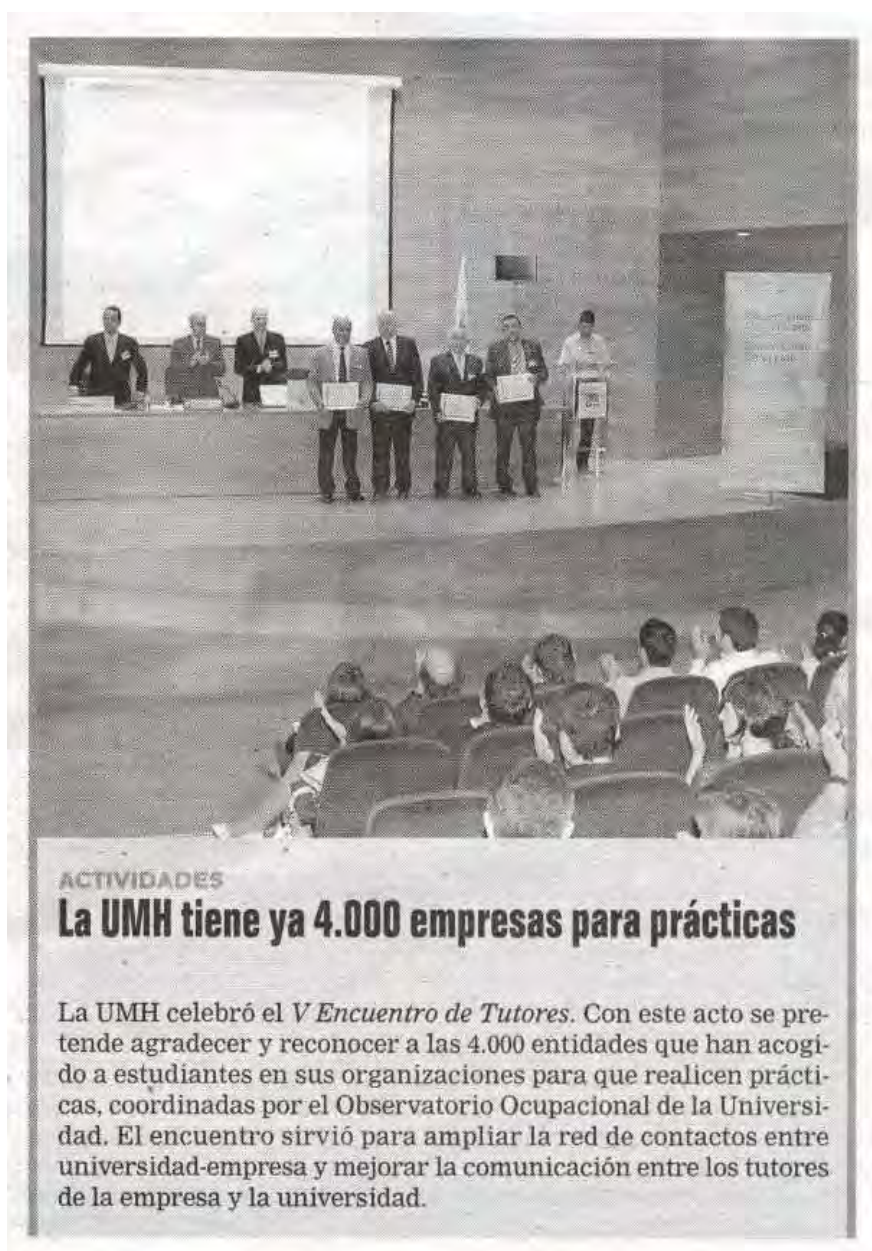 ACTIVIDADES
La UMH tiene ya 4.000 empresas para prácticas
La UMH celebró el V Encuentro de Tutores. Con este acto se pre-
tende agradecer y reconocer a las 4.000 entidades que han acogi-
do a estudiantes en sus organizaciones para que realicen prácti-
cas, coordinadas por el Observatorio Ocupacional de la Universi-
dad. El encuentro sirvió para ampliar la red de contactos entre
universidad-empresa y mejorar la comunicación entre los tutores
de la empresa y la universidad.